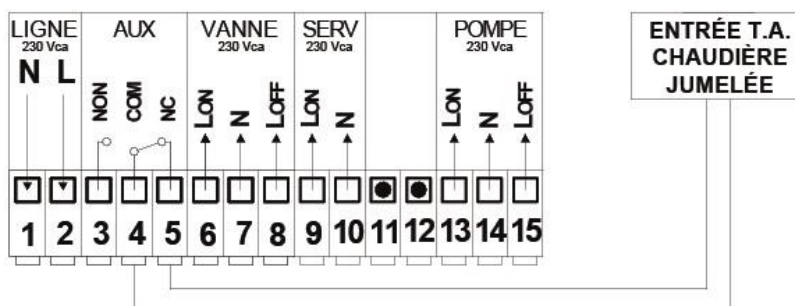 LIGNE AUX VANNE SERV POMPE
230 Vca 230 Vca 230 Vca 230 Vca
N L NON COM NC LON N LOFF LON N LON N LOFF
1 2 3 4 5 6 7 8 9 10 11 12 13 14 15
ENTRÉE T.A.
CHAUDIÈRE
JUMELÉE